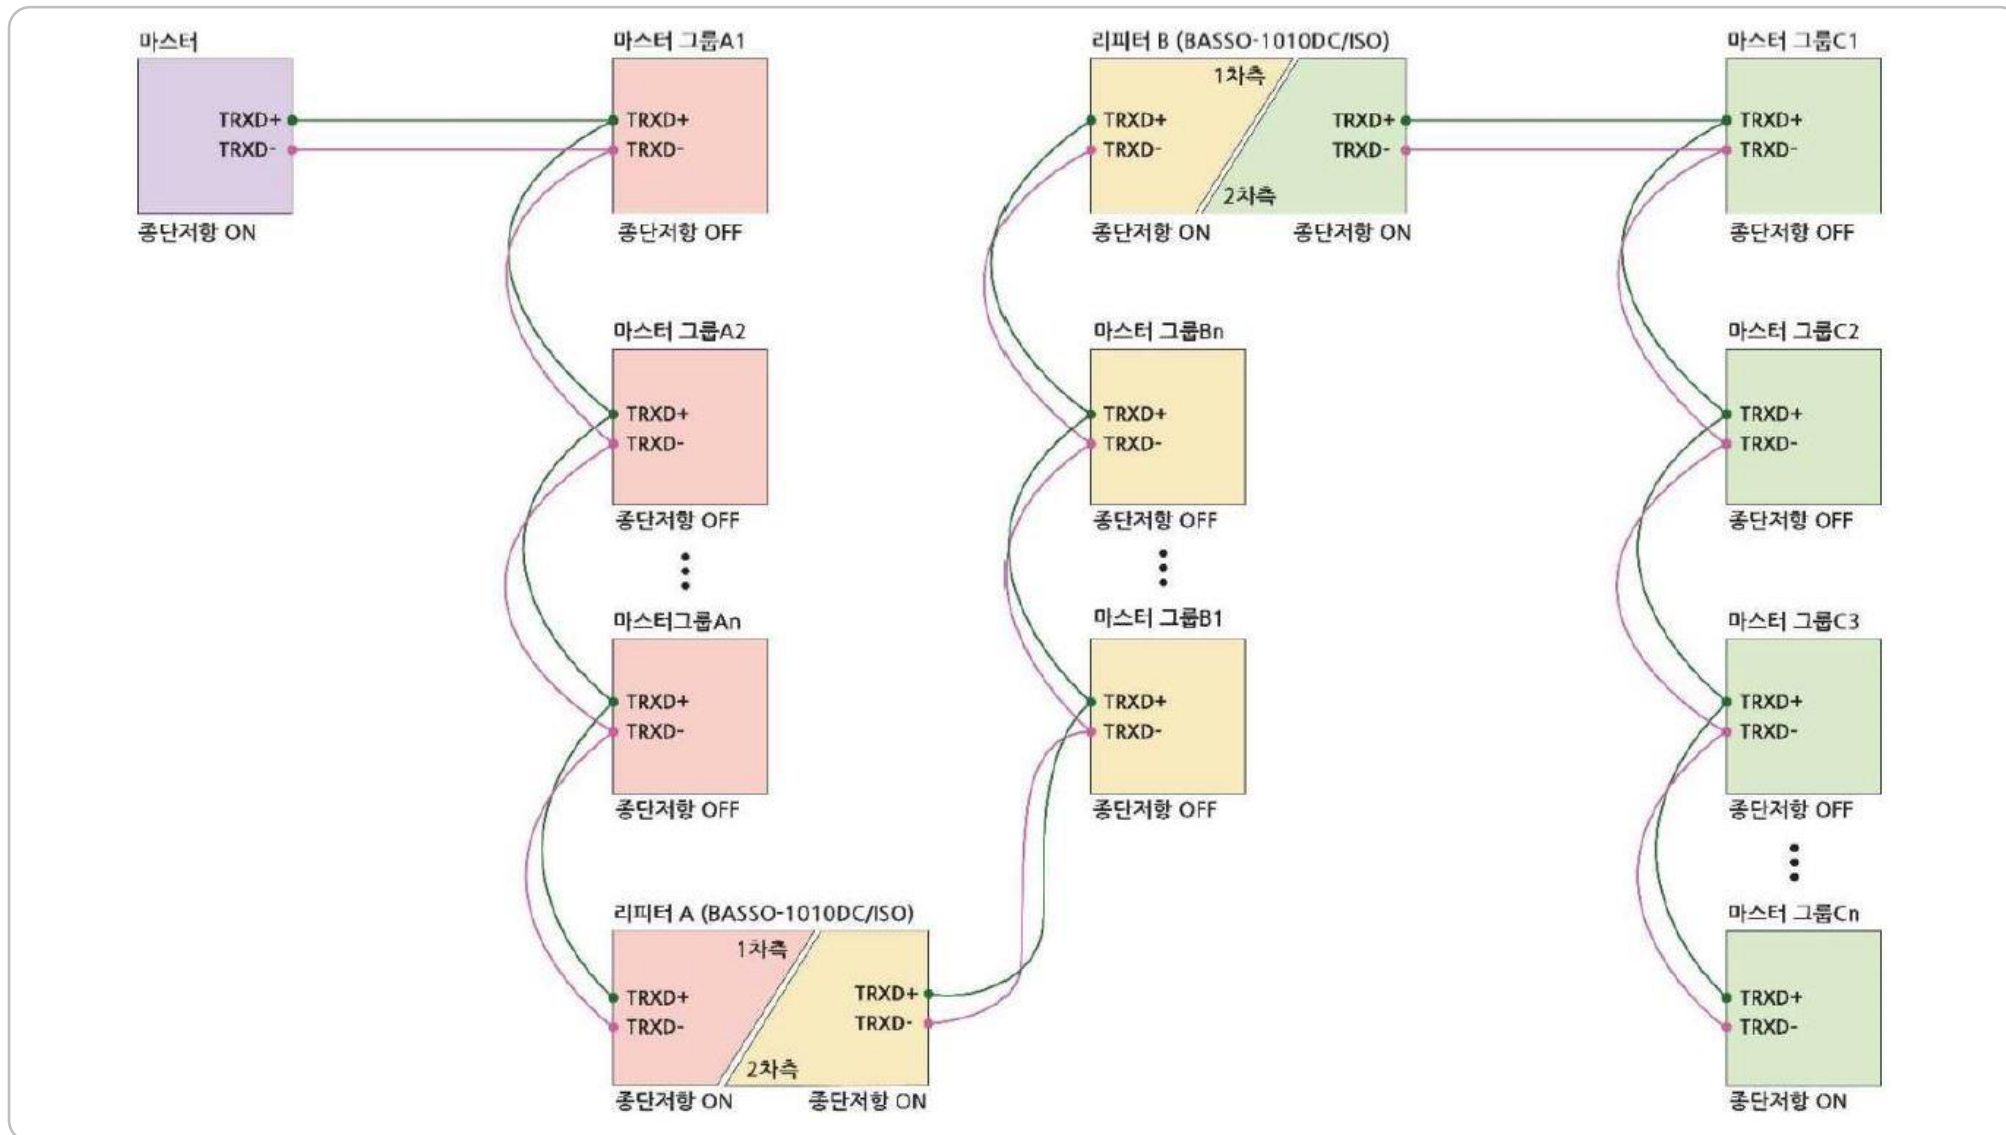 마스터
TRXD+
TRXD-
종단저항 ON
마스터 그룹A1
TRXD+
TRXD-
종단저항 OFF
마스터 그룹A2
TRXD+
TRXD-
종단저항 OFF
마스터그룹An
TRXD+
TRXD-
종단저항 OFF
리피터 A (BASSO-1010DC/ISO)
1차측
TRXD+
TRXD-
TRXD+
TRXD-
2차측
종단저항 ON
종단저항 ON
리피터 B (BASSO-1010DC/ISO)
1차측
TRXD+
TRXD-
TRXD+
TRXD-
2차측
종단저항 ON
종단저항 ON
마스터 그룹Bn
TRXD+
TRXD-
종단저항 OFF
마스터 그룹B1
TRXD+
TRXD-
종단저항 OFF
마스터 그룹C1
TRXD+
TRXD-
종단저항 OFF
마스터 그룹C2
TRXD+
TRXD-
종단저항 OFF
마스터 그룹C3
TRXD+
TRXD-
종단저항 OFF
마스터 그룹Cn
TRXD+
TRXD-
종단저항 ON